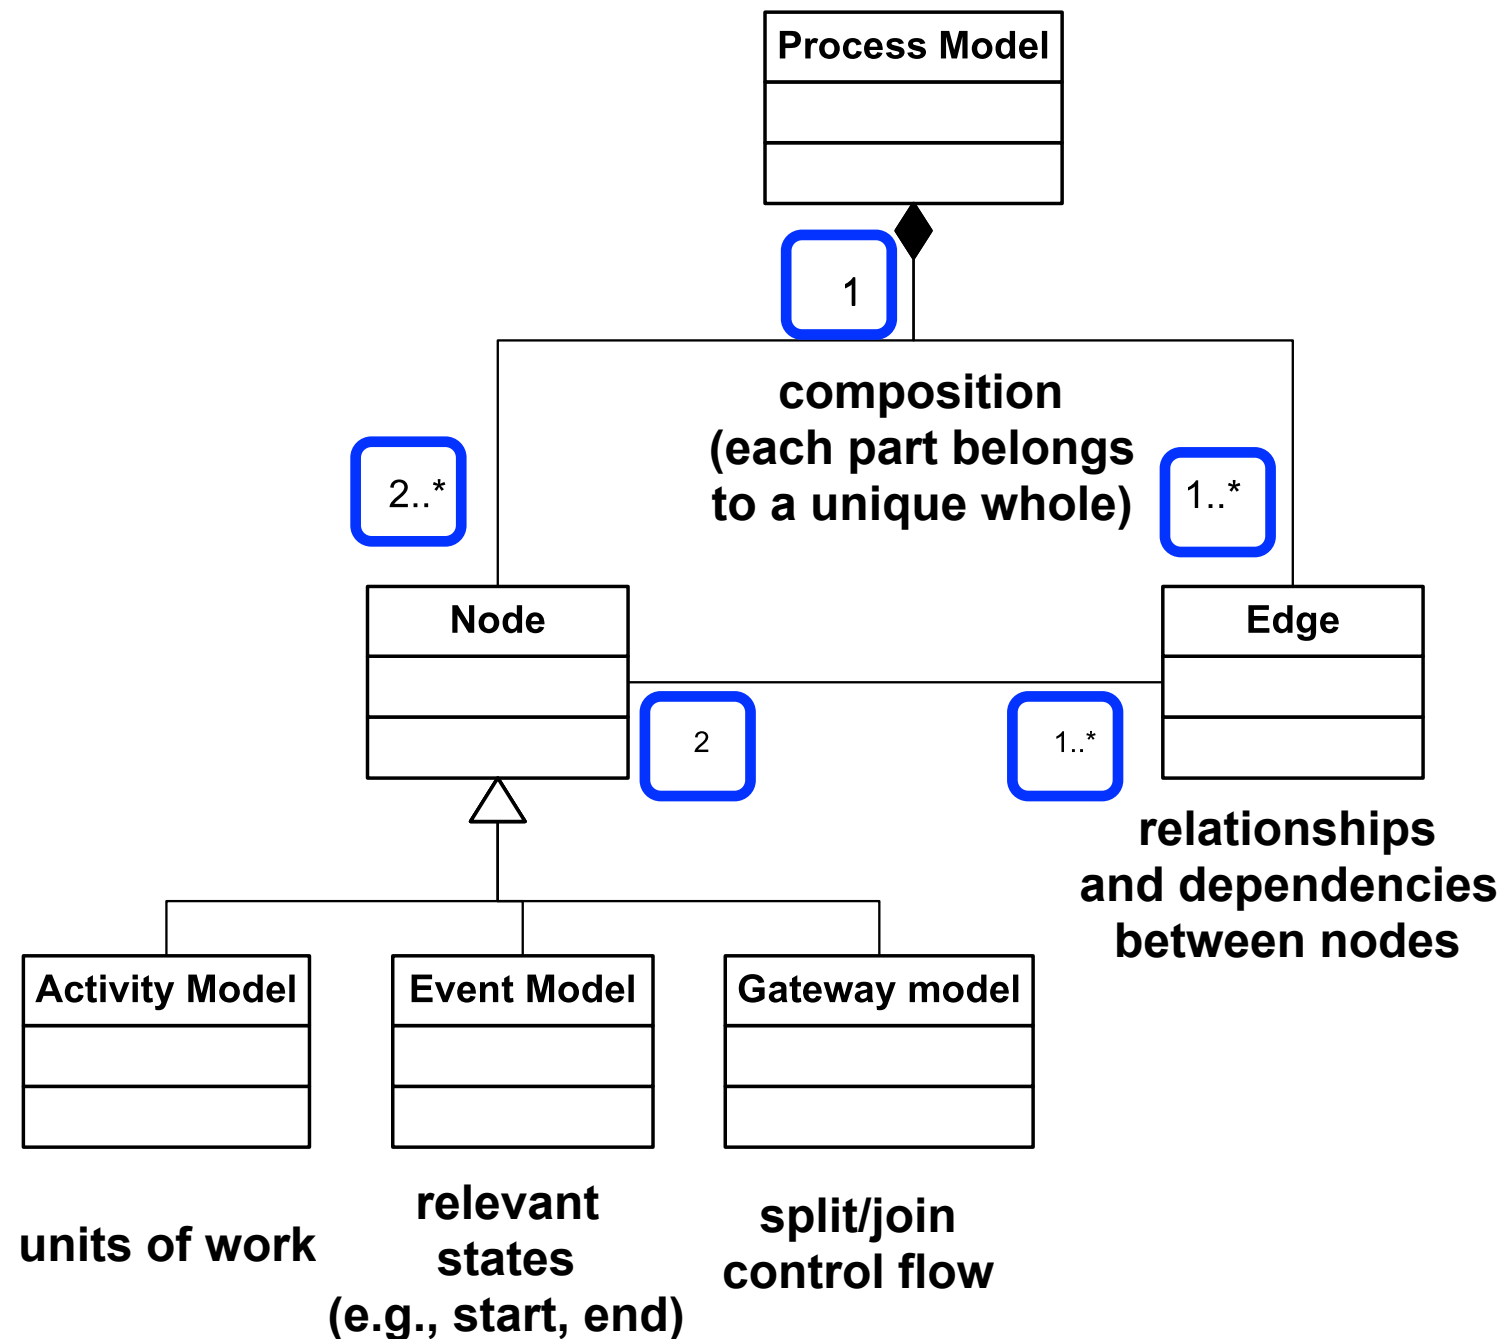 Process Model
1
composition
(each part belongs
to a unique whole)
2..*
1..*
Node
Edge
2
1..*
relationships
and dependencies
between nodes
Activity Model
Event Model
Gateway model
units of work
relevant
states
(e.g., start, end)
split/join
control flow